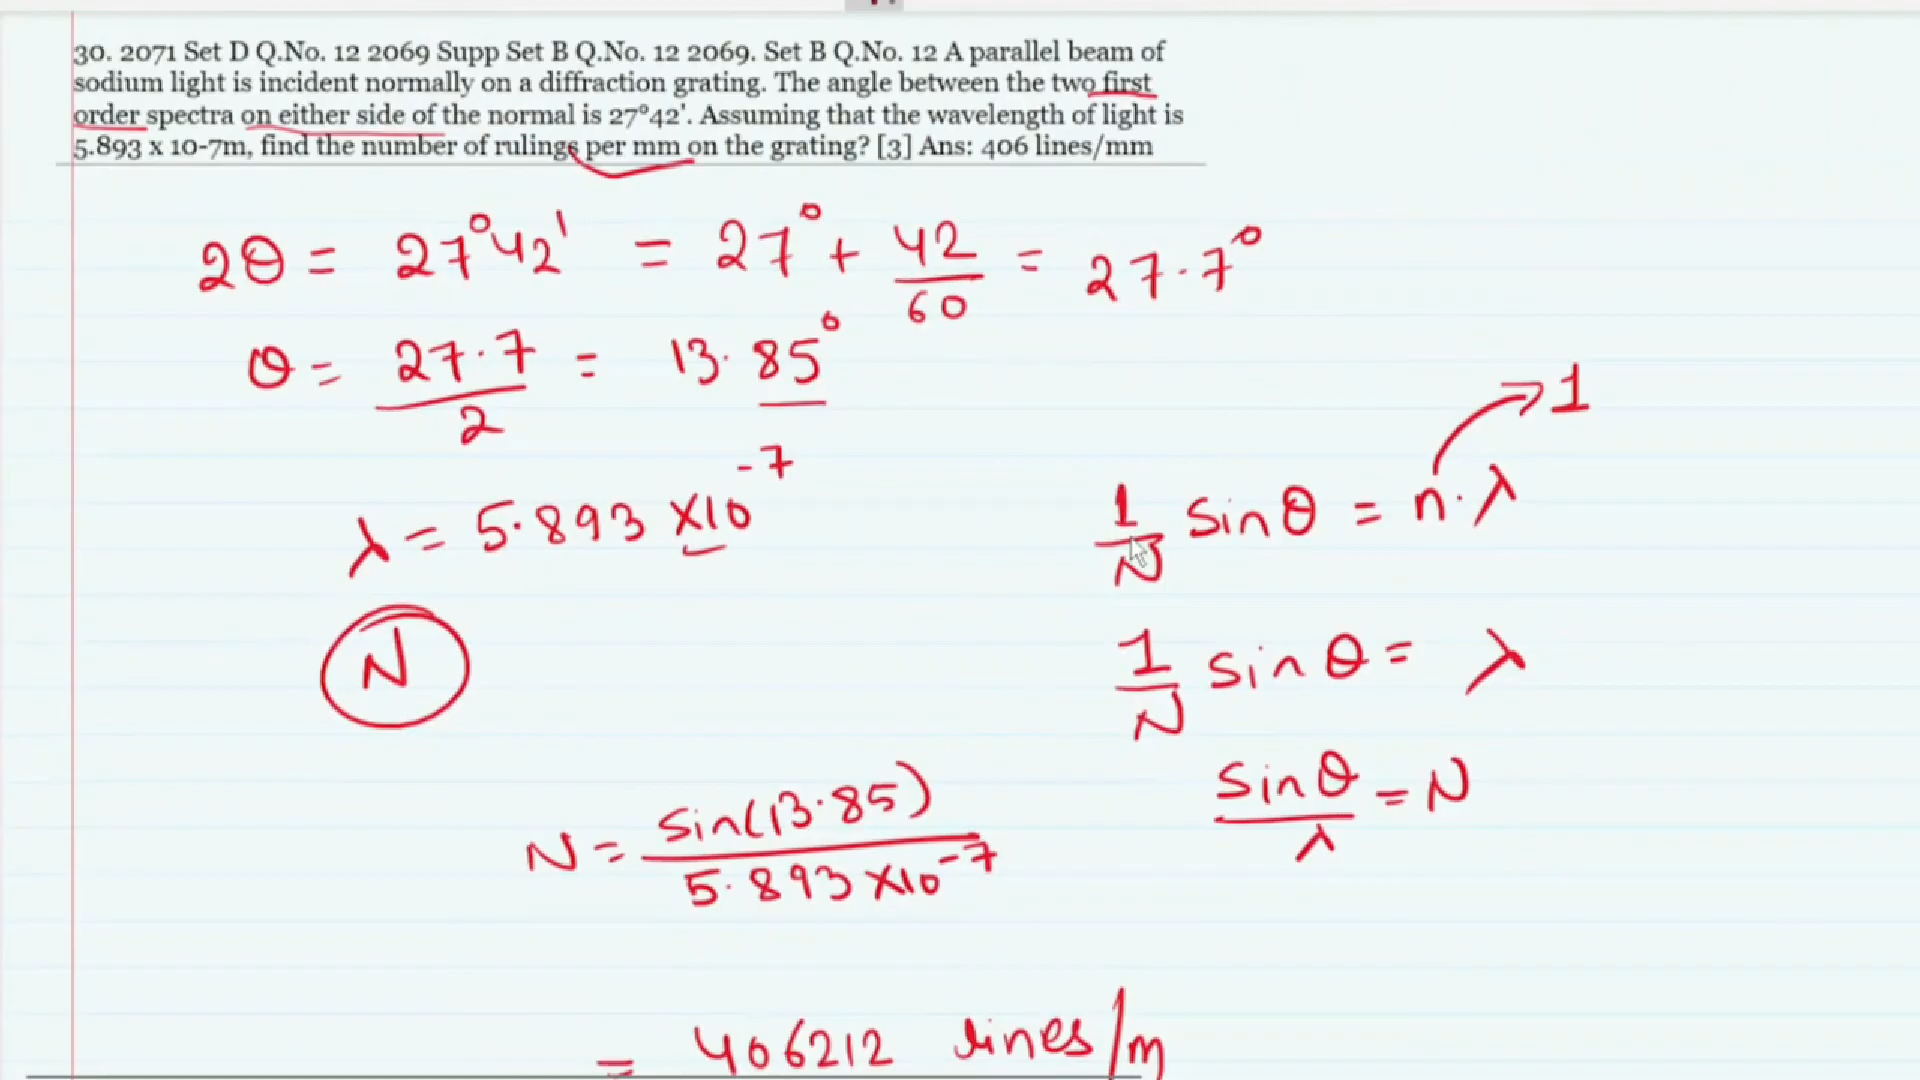 30. 2071 Set D Q.No. 12 2069 Supp Set B Q.No. 12 2069. Set B Q.No. 12 A parallel beam of
sodium light is incident normally on a diffraction grating. The angle between the two first
order spectra on either side of the normal is 27°42'. Assuming that the wavelength of light is
5.893 x 10-7m, find the number of rulings per mm on the grating? [3] Ans: 406 lines/mm
2θ = 27°42' = 27° + 42/60 = 27.7°
θ = 27.7/2 = 13.85°
λ = 5.893 ×10^-7
N
1/N sinθ = n.λ → 1
1/N sinθ = λ
sinθ/λ = N
N = sin(13.85)/5.893×10^-7
= 406212 lines/m